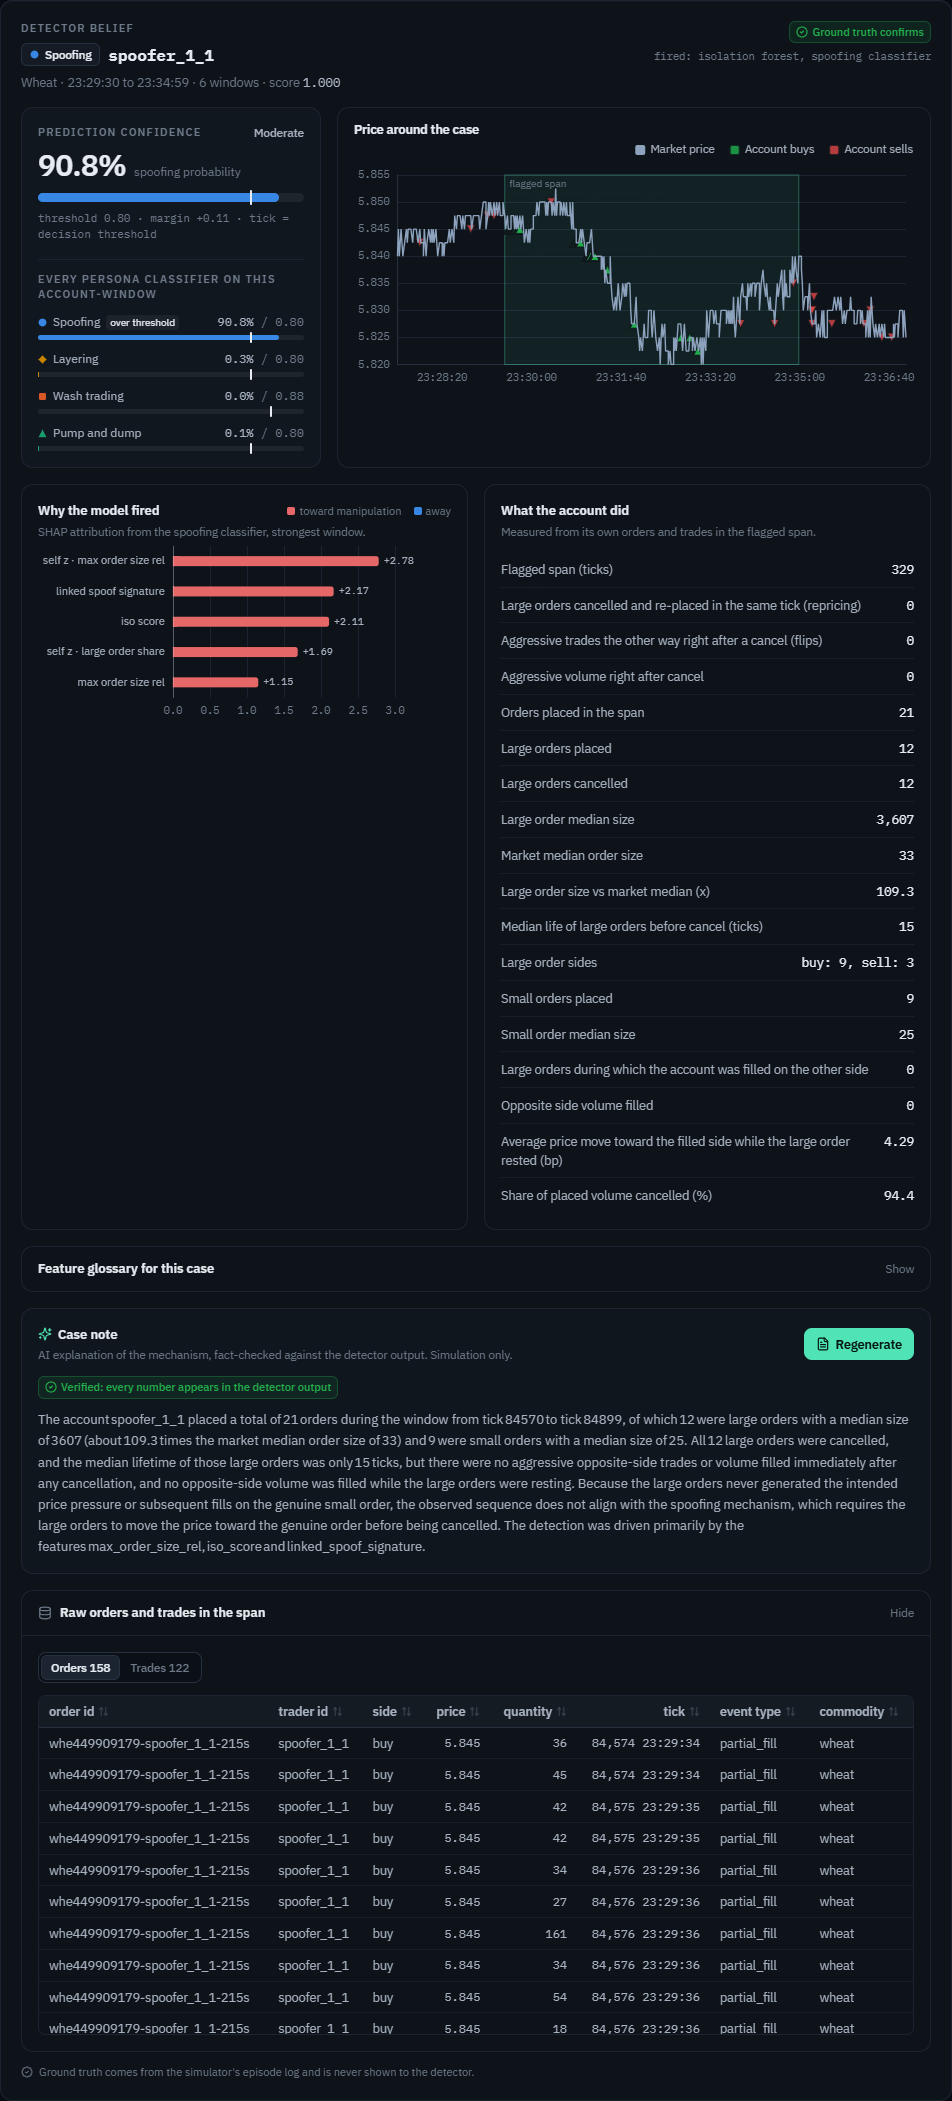 DETECTOR BELIEF
Spoofing spoofer_1_1
Wheat · 23:29:30 to 23:34:59 · 6 windows · score 1.000
Ground truth confirms
fired: isolation forest, spoofing classifier
PREDICTION CONFIDENCE Moderate
90.8% spoofing probability
threshold 0.80 · margin +0.11 · tick =
decision threshold
EVERY PERSONA CLASSIFIER ON THIS
ACCOUNT-WINDOW
Spoofing over threshold 90.8% / 0.80
Layering 0.3% / 0.80
Wash trading 0.0% / 0.88
Pump and dump 0.1% / 0.80
Price around the case
Market price Account buys Account sells
flagged span
5.855
5.850
5.845
5.840
5.835
5.830
5.825
5.820
23:28:20 23:30:00 23:31:40 23:33:20 23:35:00 23:36:40
Why the model fired
toward manipulation away
SHAP attribution from the spoofing classifier, strongest window.
self z · max order size rel +2.78
linked spoof signature +2.17
iso score +2.11
self z · large order share +1.69
max order size rel +1.15
0.0 0.5 1.0 1.5 2.0 2.5 3.0
What the account did
Measured from its own orders and trades in the flagged span.
Flagged span (ticks) 329
Large orders cancelled and re-placed in the same tick (repricing) 0
Aggressive trades the other way right after a cancel (flips) 0
Aggressive volume right after cancel 0
Orders placed in the span 21
Large orders placed 12
Large orders cancelled 12
Large order median size 3,607
Market median order size 33
Large order size vs market median (x) 109.3
Median life of large orders before cancel (ticks) 15
Large order sides buy: 9, sell: 3
Small orders placed 9
Small order median size 25
Large orders during which the account was filled on the other side 0
Opposite side volume filled 0
Average price move toward the filled side while the large order 4.29
rested (bp)
Share of placed volume cancelled (%) 94.4
Feature glossary for this case Show
Case note
AI explanation of the mechanism, fact-checked against the detector output. Simulation only.
Regenerate
Verified: every number appears in the detector output
The account spoofer_1_1 placed a total of 21 orders during the window from tick 84570 to tick 84899, of which 12 were large orders with a median size
of 3607 (about 109.3 times the market median order size of 33) and 9 were small orders with a median size of 25. All 12 large orders were cancelled,
and the median lifetime of those large orders was only 15 ticks, but there were no aggressive opposite-side trades or volume filled immediately after
any cancellation, and no opposite-side volume was filled while the large orders were resting. Because the large orders never generated the intended
price pressure or subsequent fills on the genuine small order, the observed sequence does not align with the spoofing mechanism, which requires the
large orders to move the price toward the genuine order before being cancelled. The detection was driven primarily by the
features max_order_size_rel, iso_score and linked_spoof_signature.
Raw orders and trades in the span Hide
Orders 158 Trades 122
order id trader id side price quantity tick event type commodity
whe449909179-spoofer_1_1-215s spoofer_1_1 buy 5.845 36 84,574 23:29:34 partial_fill wheat
whe449909179-spoofer_1_1-215s spoofer_1_1 buy 5.845 45 84,574 23:29:34 partial_fill wheat
whe449909179-spoofer_1_1-215s spoofer_1_1 buy 5.845 42 84,575 23:29:35 partial_fill wheat
whe449909179-spoofer_1_1-215s spoofer_1_1 buy 5.845 42 84,575 23:29:35 partial_fill wheat
whe449909179-spoofer_1_1-215s spoofer_1_1 buy 5.845 34 84,576 23:29:36 partial_fill wheat
whe449909179-spoofer_1_1-215s spoofer_1_1 buy 5.845 27 84,576 23:29:36 partial_fill wheat
whe449909179-spoofer_1_1-215s spoofer_1_1 buy 5.845 161 84,576 23:29:36 partial_fill wheat
whe449909179-spoofer_1_1-215s spoofer_1_1 buy 5.845 34 84,576 23:29:36 partial_fill wheat
whe449909179-spoofer_1_1-215s spoofer_1_1 buy 5.845 54 84,576 23:29:36 partial_fill wheat
whe449909179-spoofer_1_1-215s spoofer_1_1 buy 5.845 18 84,576 23:29:36 partial_fill wheat
Ground truth comes from the simulator's episode log and is never shown to the detector.